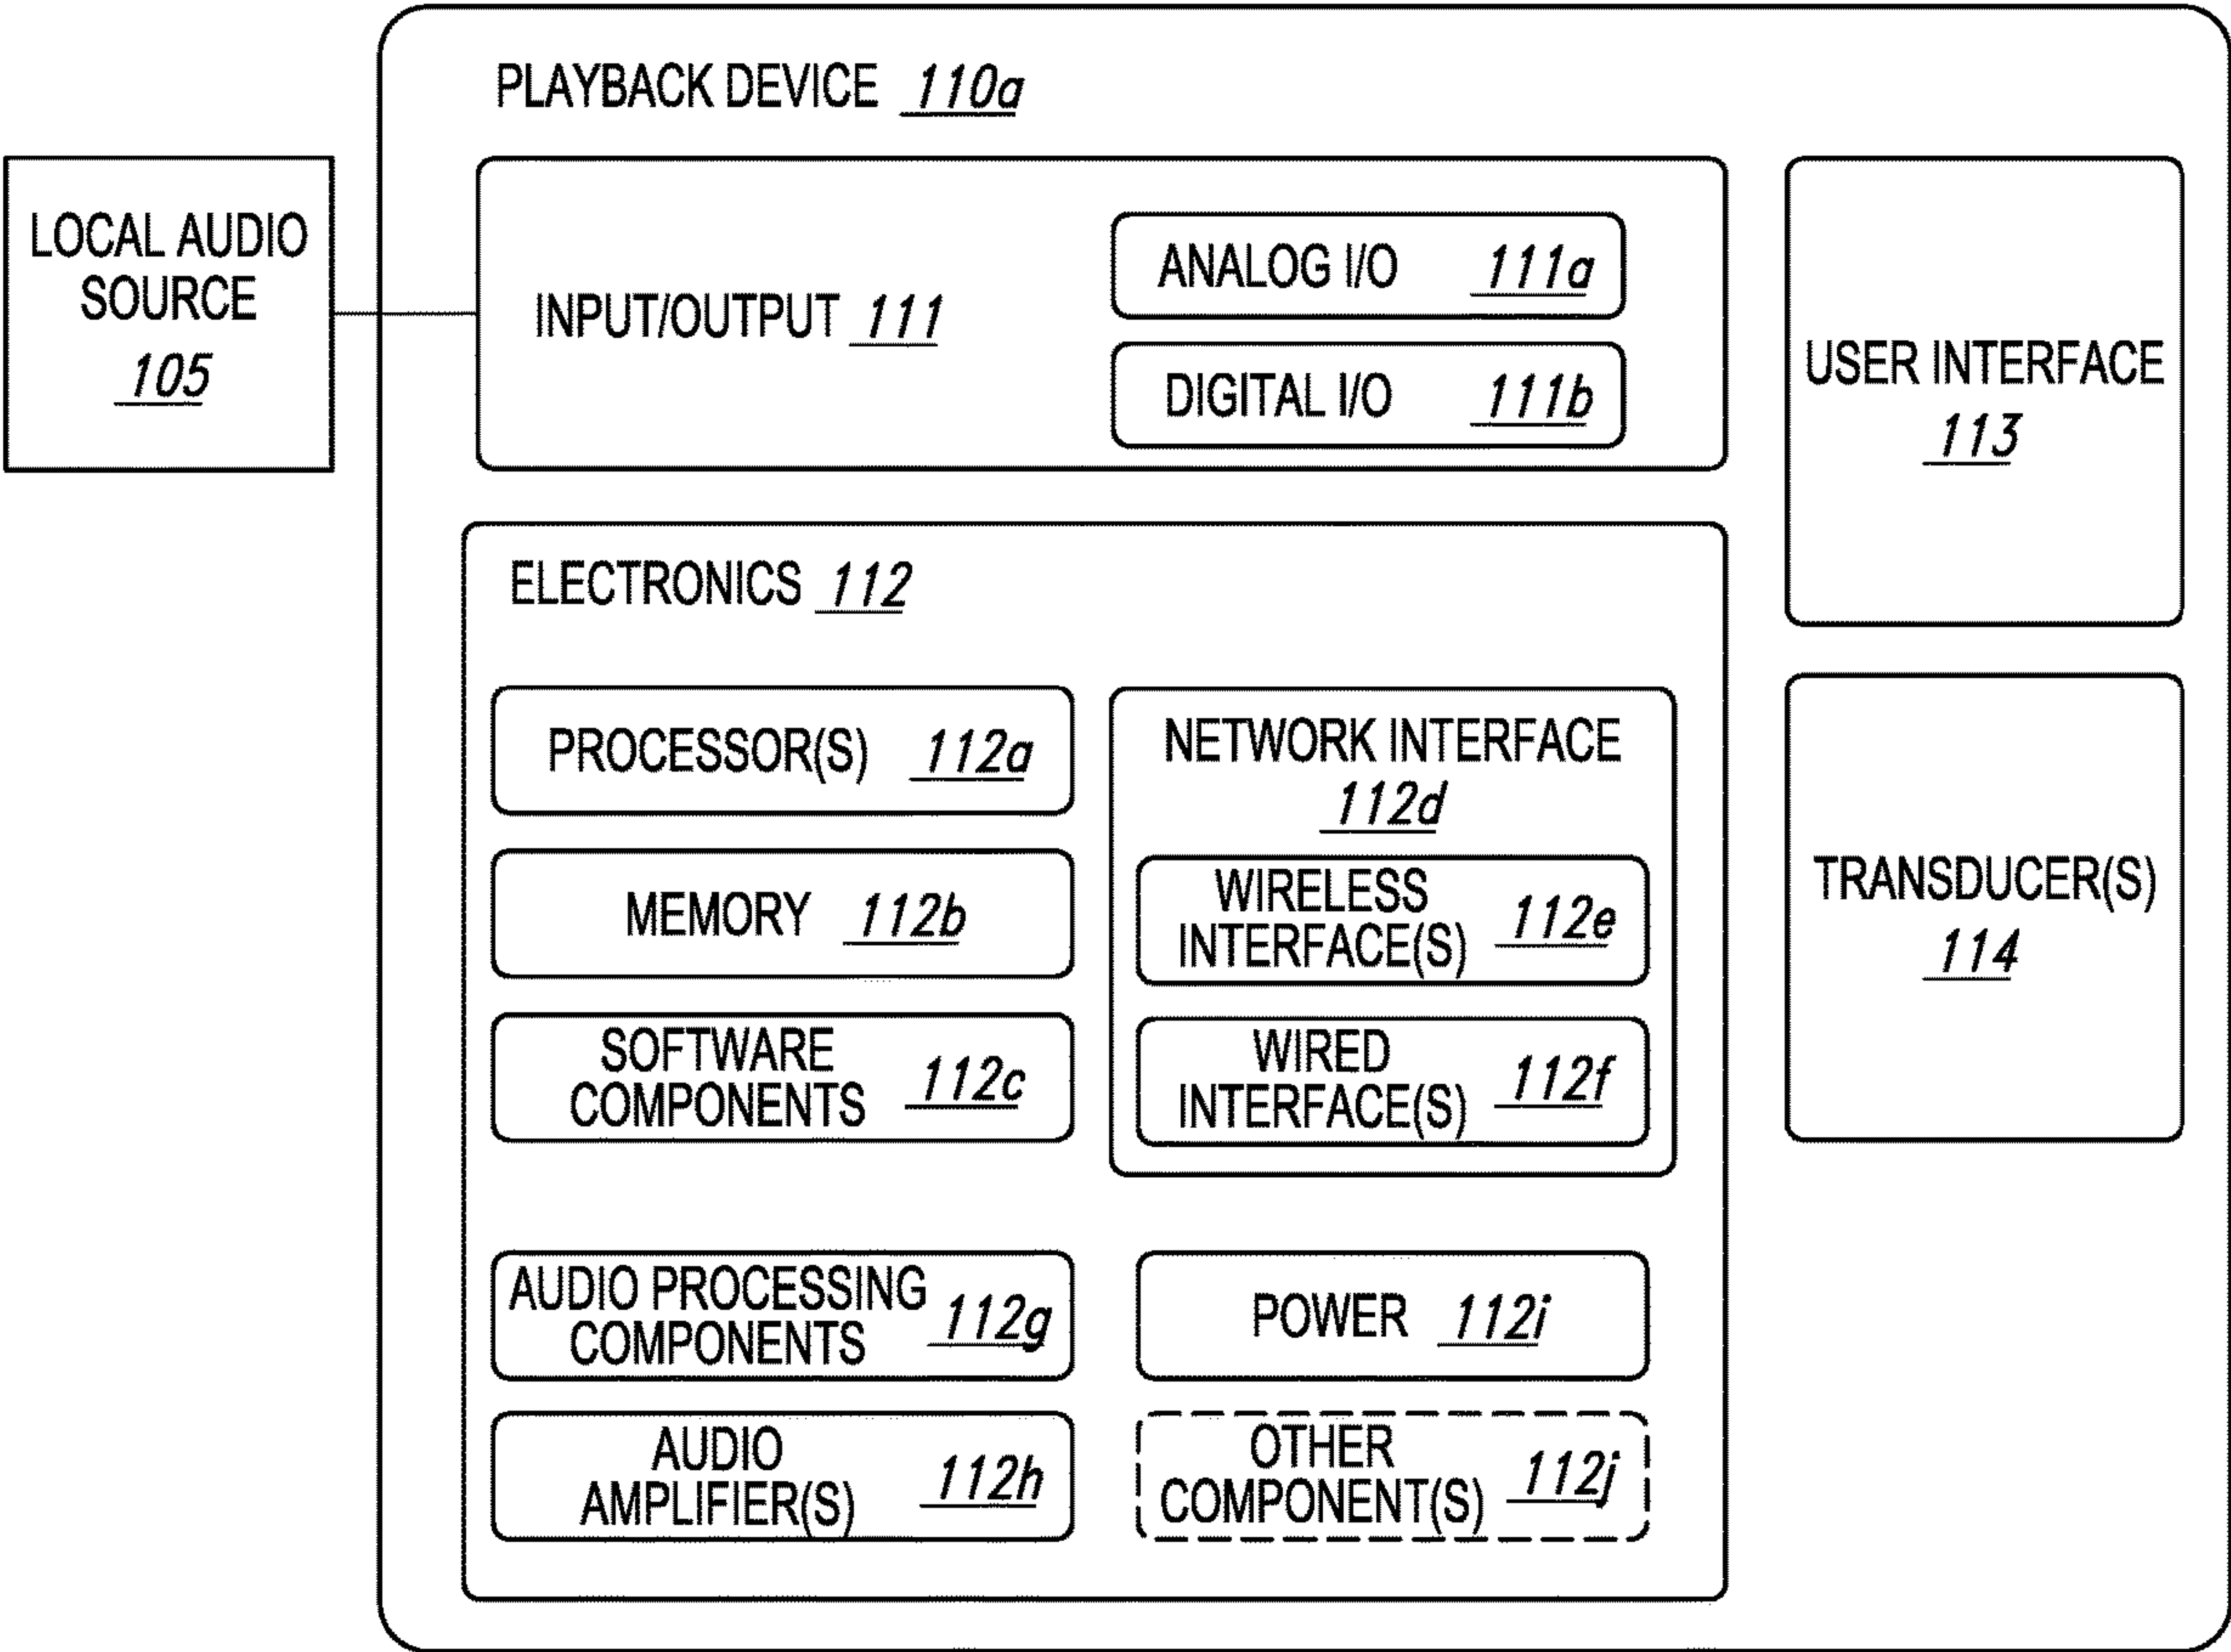 PLAYBACK DEVICE 110a
LOCAL AUDIO
SOURCE
105
INPUT/OUTPUT 111
ANALOG I/O 111a
DIGITAL I/O 111b
USER INTERFACE
113
ELECTRONICS 112
PROCESSOR(S) 112a
MEMORY 112b
SOFTWARE
COMPONENTS 112c
NETWORK INTERFACE
112d
WIRELESS
INTERFACE(S) 112e
WIRED
INTERFACE(S) 112f
TRANSDUCER(S)
114
AUDIO PROCESSING
COMPONENTS 112g
POWER 112i
AUDIO
AMPLIFIER(S) 112h
OTHER
COMPONENT(S) 112j